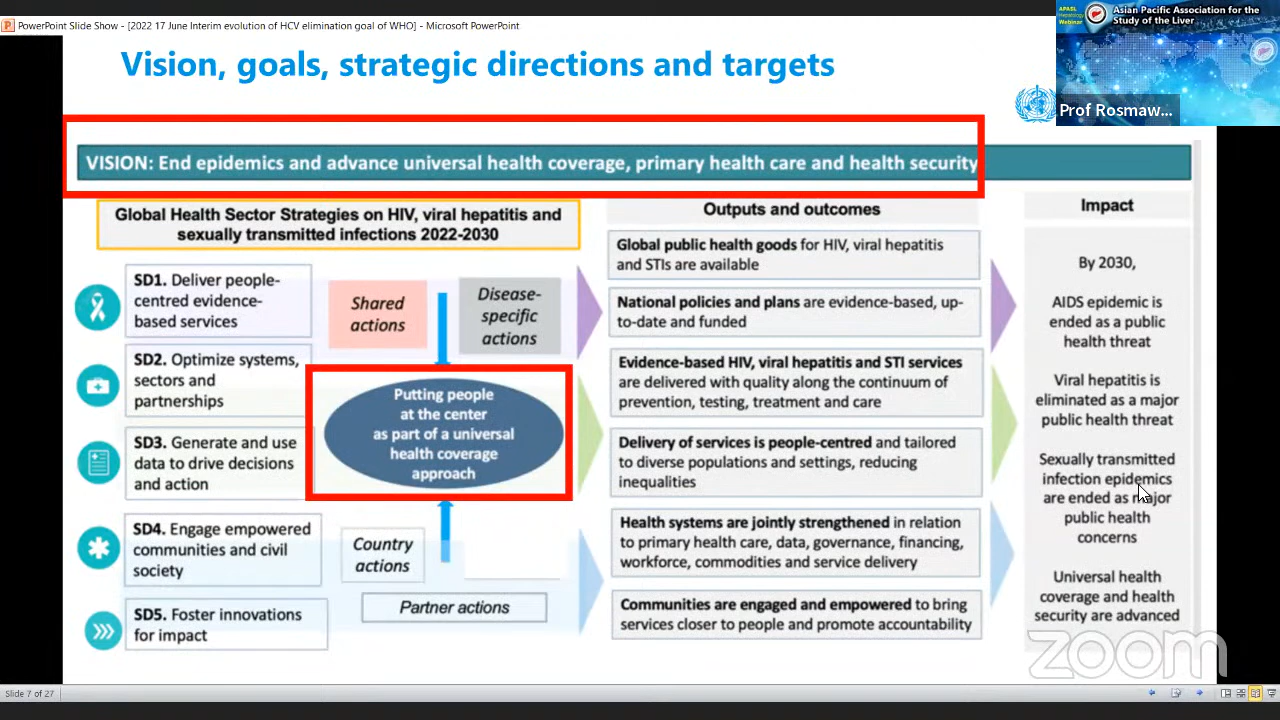 PowerPoint Slide Show - [2022 17 June Interim evolution of HCV elimination goal of WHO] - Microsoft PowerPoint
APASL
Hepatology
Webinar
Asian Pacific Association for the
Study of the Liver
Prof Rosmaw...
Vision, goals, strategic directions and targets
VISION: End epidemics and advance universal health coverage, primary health care and health security
Global Health Sector Strategies on HIV, viral hepatitis and
sexually transmitted infections 2022-2030
SD1. Deliver people-
centred evidence-
based services
SD2. Optimize systems,
sectors and
partnerships
SD3. Generate and use
data to drive decisions
and action
SD4. Engage empowered
communities and civil
society
SD5. Foster innovations
for impact
Shared
actions
Disease-
specific
actions
Putting people
at the center
as part of a universal
health coverage
approach
Country
actions
Partner actions
Outputs and outcomes
Global public health goods for HIV, viral hepatitis
and STIs are available
National policies and plans are evidence-based, up-
to-date and funded
Evidence-based HIV, viral hepatitis and STI services
are delivered with quality along the continuum of
prevention, testing, treatment and care
Delivery of services is people-centred and tailored
to diverse populations and settings, reducing
inequalities
Health systems are jointly strengthened in relation
to primary health care, data, governance, financing,
workforce, commodities and service delivery
Communities are engaged and empowered to bring
services closer to people and promote accountability
Impact
By 2030,
AIDS epidemic is
ended as a public
health threat
Viral hepatitis is
eliminated as a major
public health threat
Sexually transmitted
infection epidemics
are ended as major
public health
concerns
Universal health
coverage and health
security are advanced
zoom
Slide 7 of 27